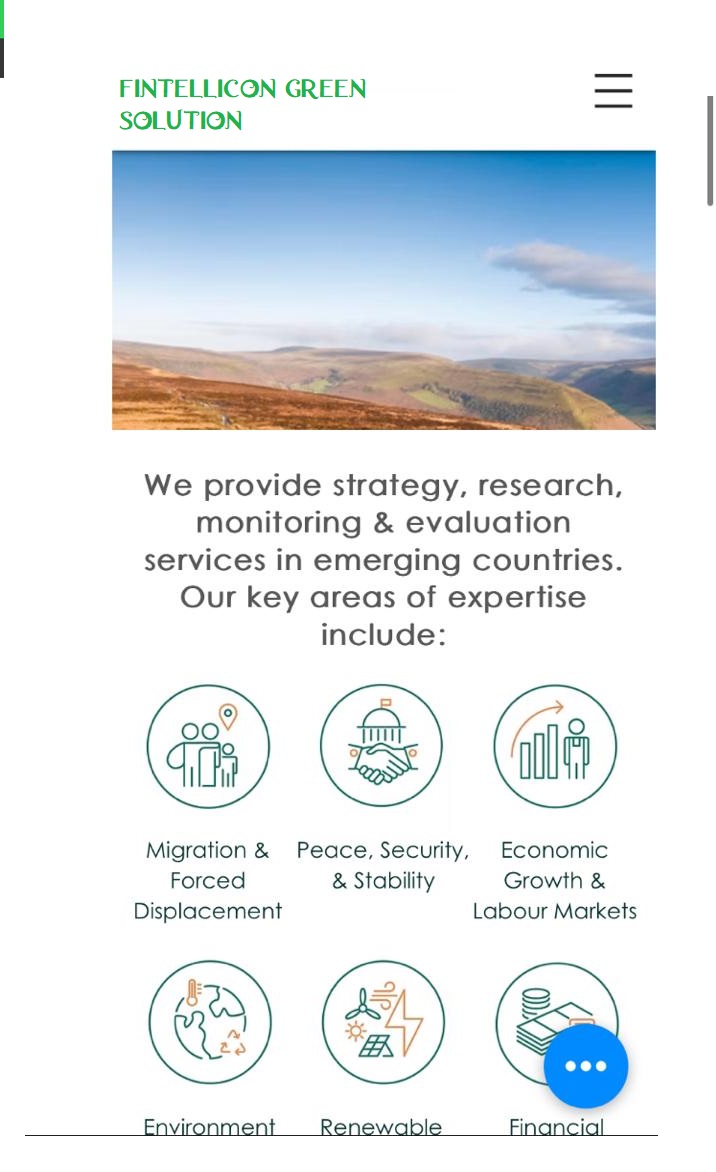 FINTELLICON GREEN
SOLUTION
We provide strategy, research,
monitoring & evaluation
services in emerging countries.
Our key areas of expertise
include:
Migration &
Forced
Displacement
Peace, Security,
& Stability
Economic
Growth &
Labour Markets
Environment
Renewable
Financial